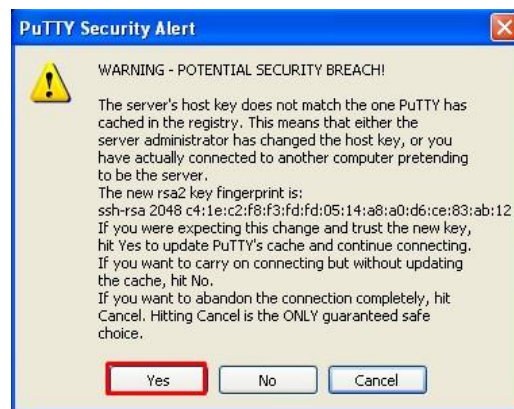 PuTTY Security Alert
WARNING - POTENTIAL SECURITY BREACH!
The server's host key does not match the one PuTTY has
cached in the registry. This means that either the
server administrator has changed the host key, or you
have actually connected to another computer pretending
to be the server.
The new rsa2 key fingerprint is:
ssh-rsa 2048 c4:1e:c2:f8:f3:fd:fd:05:14:a8:a0:d6:ce:83:ab:12
If you were expecting this change and trust the new key,
hit Yes to update PuTTY's cache and continue connecting.
If you want to carry on connecting but without updating
the cache, hit No.
If you want to abandon the connection completely, hit
Cancel. Hitting Cancel is the ONLY guaranteed safe
choice.
Yes No Cancel